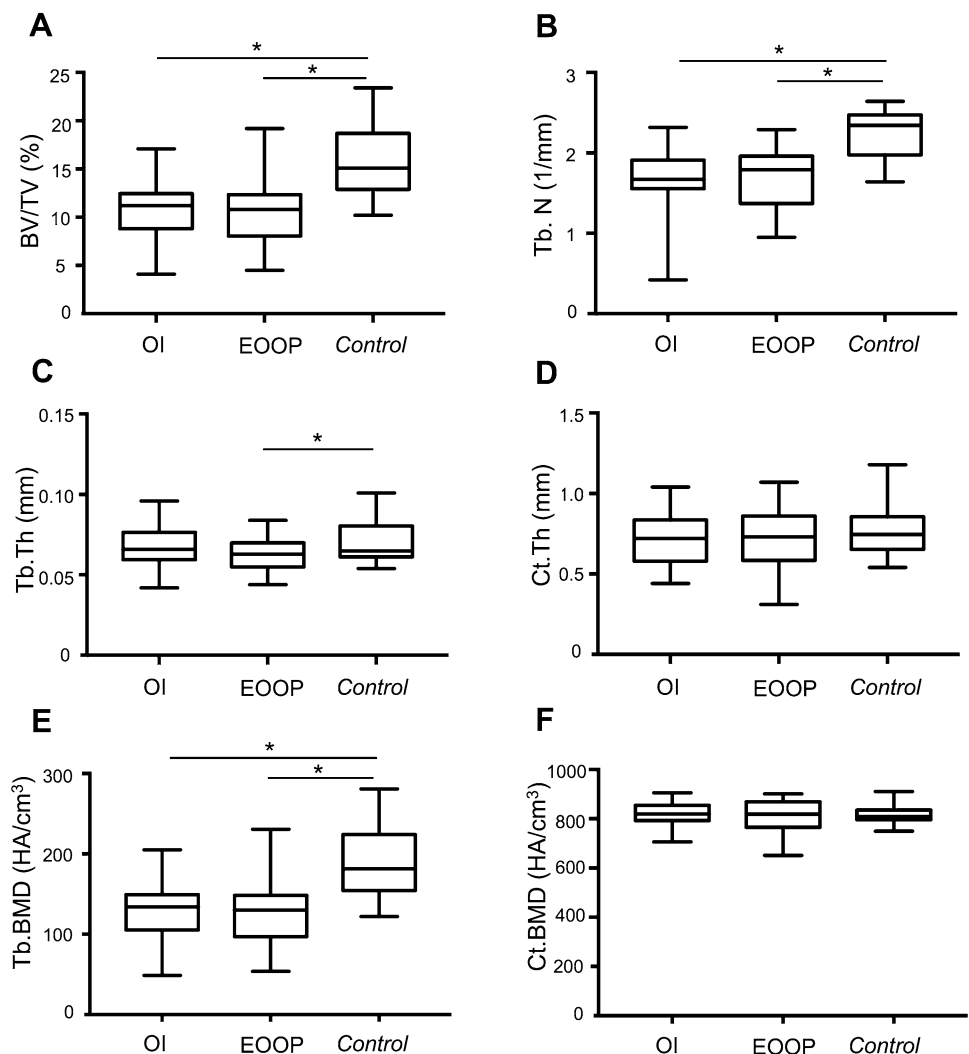 A
*
*
BV/TV (%)
25
20
15
10
5
0
OI EOOP Control
B
*
*
Tb. N (1/mm)
3
2
1
0
OI EOOP Control
C
*
Tb.Th (mm)
0.15
0.10
0.05
0
OI EOOP Control
D
Ct.Th (mm)
1.5
1.0
0.5
0
OI EOOP Control
E
*
*
Tb.BMD (HA/cm³)
300
200
100
0
OI EOOP Control
F
Ct.BMD (HA/cm³)
1000
800
600
400
200
0
OI EOOP Control